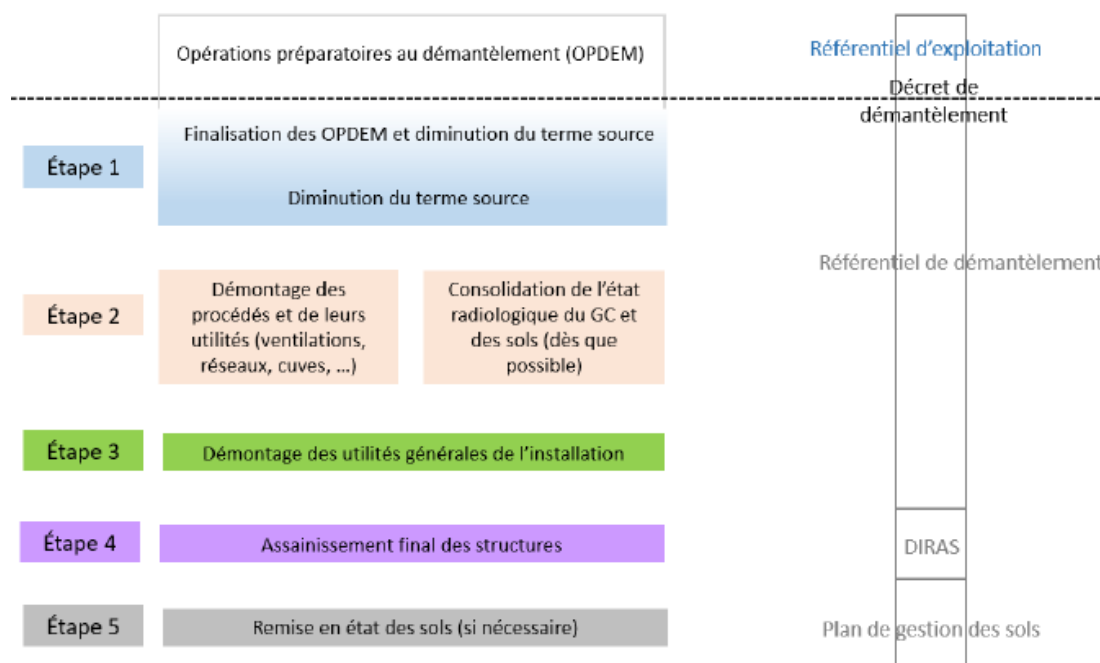 Opérations préparatoires au démantèlement (OPDEM)
Référentiel d'exploitation
Décret de
démantèlement
Étape 1
Finalisation des OPDEM et diminution du terme source
Diminution du terme source
Référentiel de démantèlement
Étape 2
Démontage des
procédés et de leurs
utilités (ventilations,
réseaux, cuves, ...)
Consolidation de l'état
radiologique du GC et
des sols (dès que
possible)
Étape 3
Démontage des utilités générales de l'installation
Étape 4
Assainissement final des structures
DIRAS
Étape 5
Remise en état des sols (si nécessaire)
Plan de gestion des sols